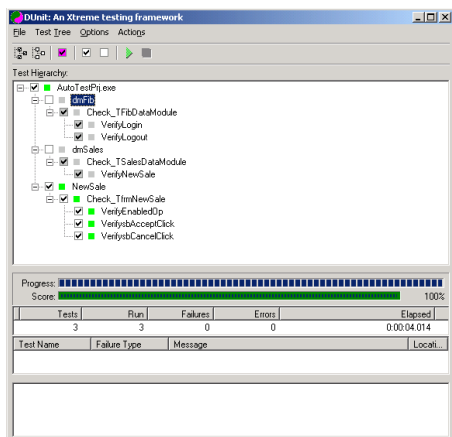 DUnit: An Xtreme testing framework
File Test Tree Options Actions
Test Hierarchy:
AutoTestPrj.exe
dmFib
Check_TFibDataModule
VerifyLogin
VerifyLogout
dmSales
Check_TSalesDataModule
VerifyNewSale
NewSale
Check_TfrmNewSale
VerifyEnabledOp
VerifysbAcceptClick
VerifysbCancelClick
Progress:
Score: 100%
Tests Run Failures Errors Elapsed
3 3 0 0 0:00:04.014
Test Name Failure Type Message Locati...